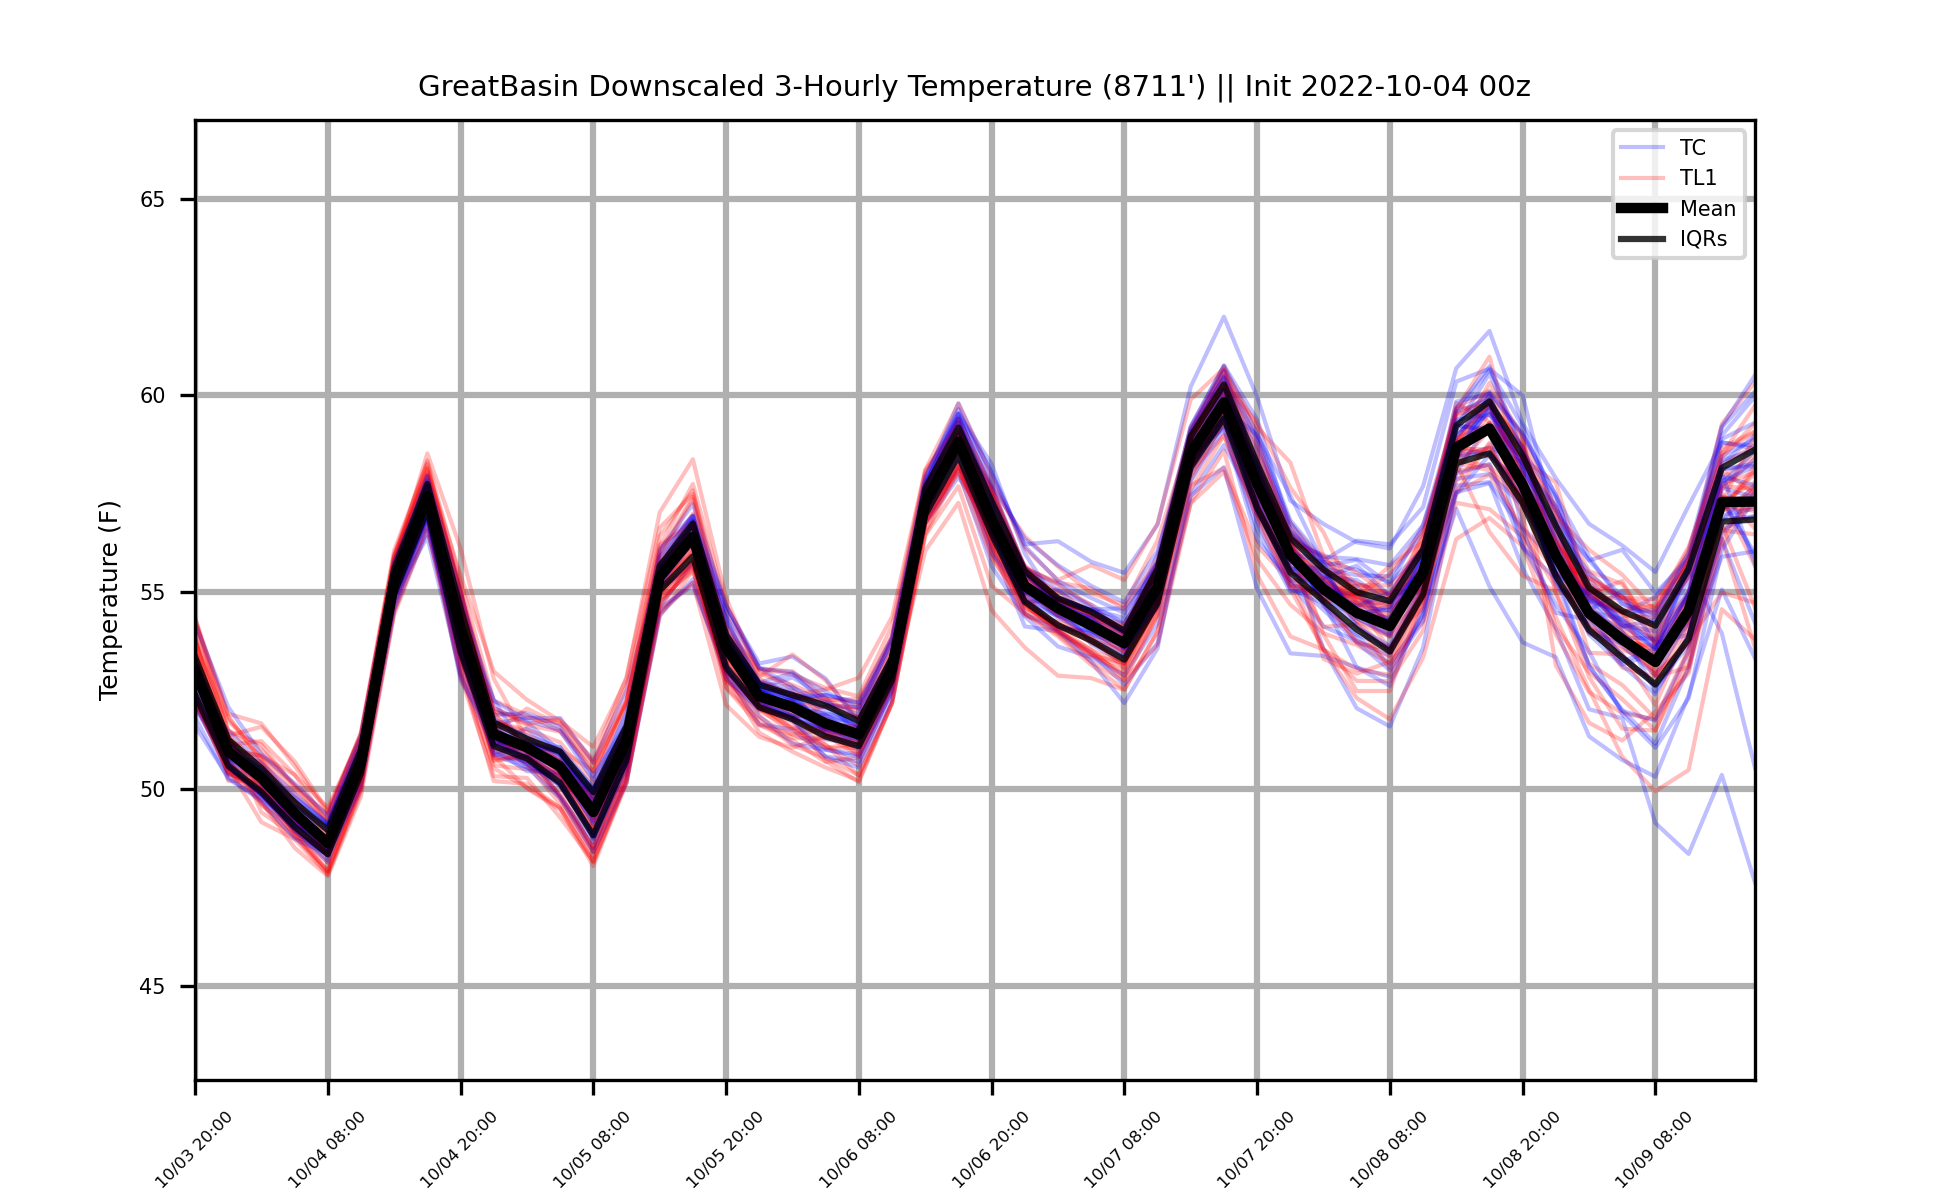 GreatBasin Downscaled 3-Hourly Temperature (8711') || Init 2022-10-04 00z
TC
TL1
Mean
IQRs
Temperature (F)
65
60
55
50
45
10/03 20:00
10/04 08:00
10/04 20:00
10/05 08:00
10/05 20:00
10/06 08:00
10/06 20:00
10/07 08:00
10/07 20:00
10/08 08:00
10/08 20:00
10/09 08:00